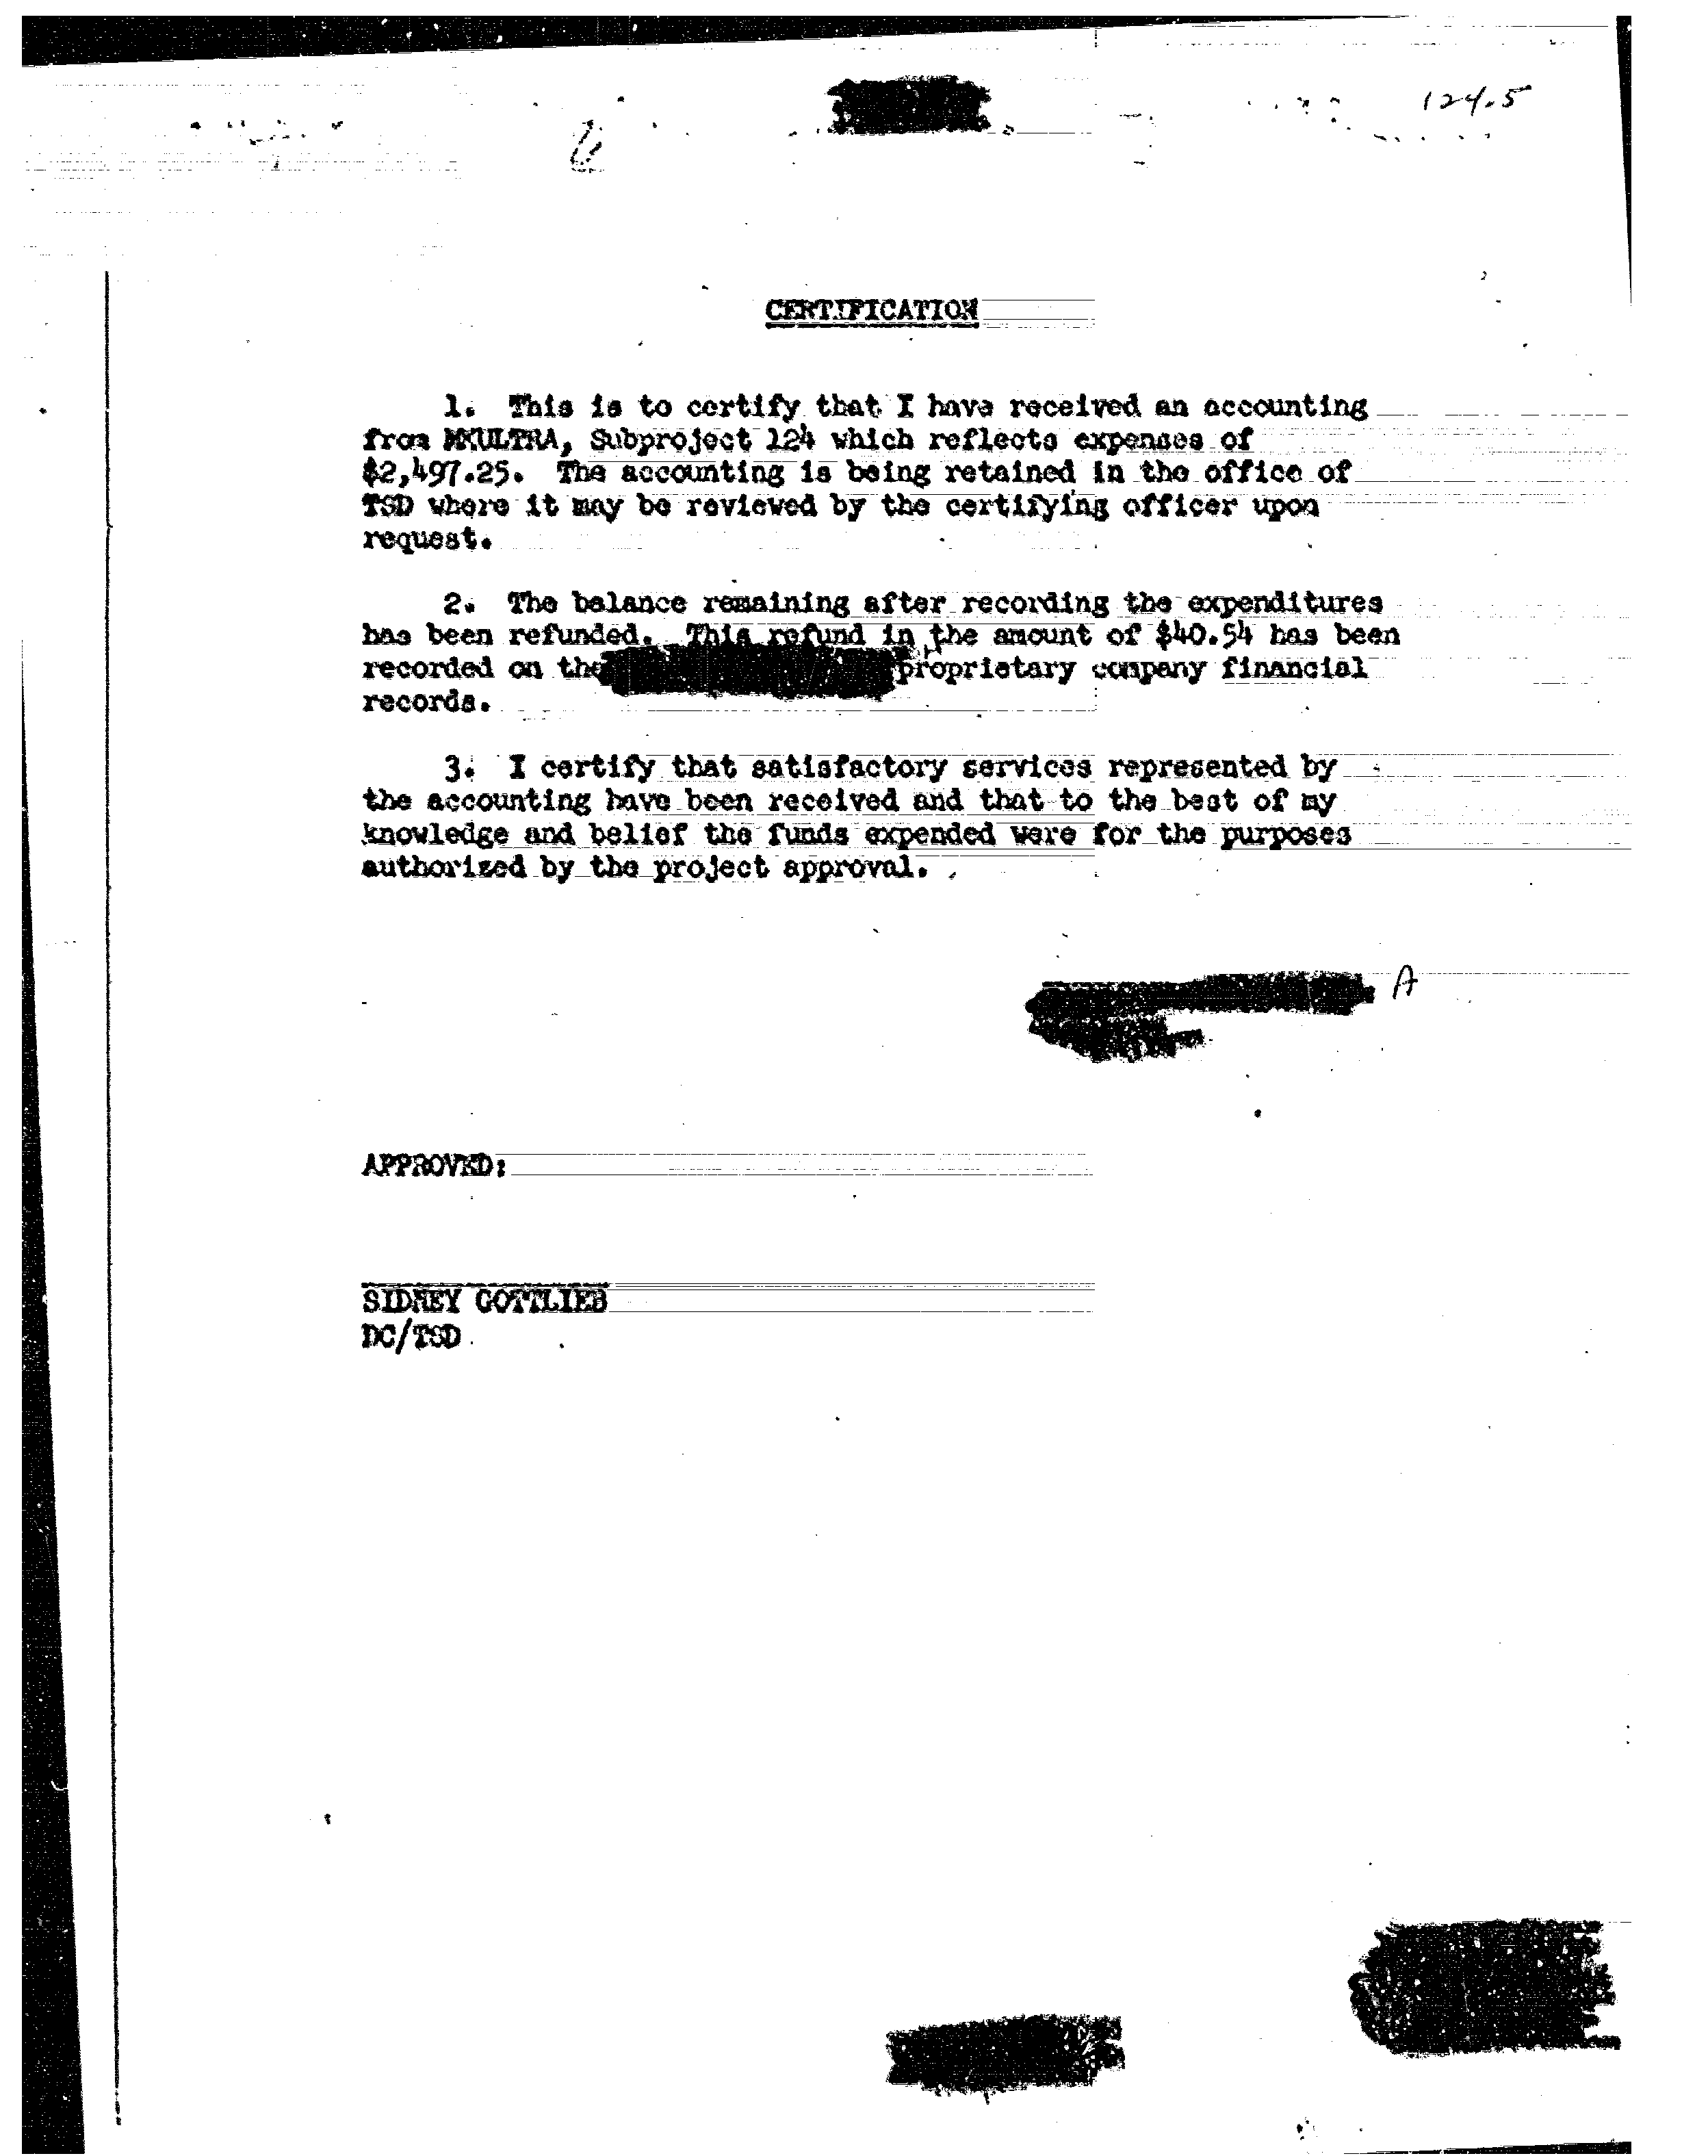 124.5
CERTIFICATION
1. This is to certify that I have received an accounting
from MKULTRA, Subproject 124 which reflects expenses of
$2,497.25. The accounting is being retained in the office of
TSD where it may be reviewed by the certifying officer upon
request.
2. The balance remaining after recording the expenditures
has been refunded. This refund in the amount of $40.54 has been
recorded on the proprietary company financial
records.
3. I certify that satisfactory services represented by
the accounting have been received and that to the best of my
knowledge and belief the funds expended were for the purposes
authorized by the project approval.
A
APPROVED:
SIDNEY GOTTLIEB
DC/TSD